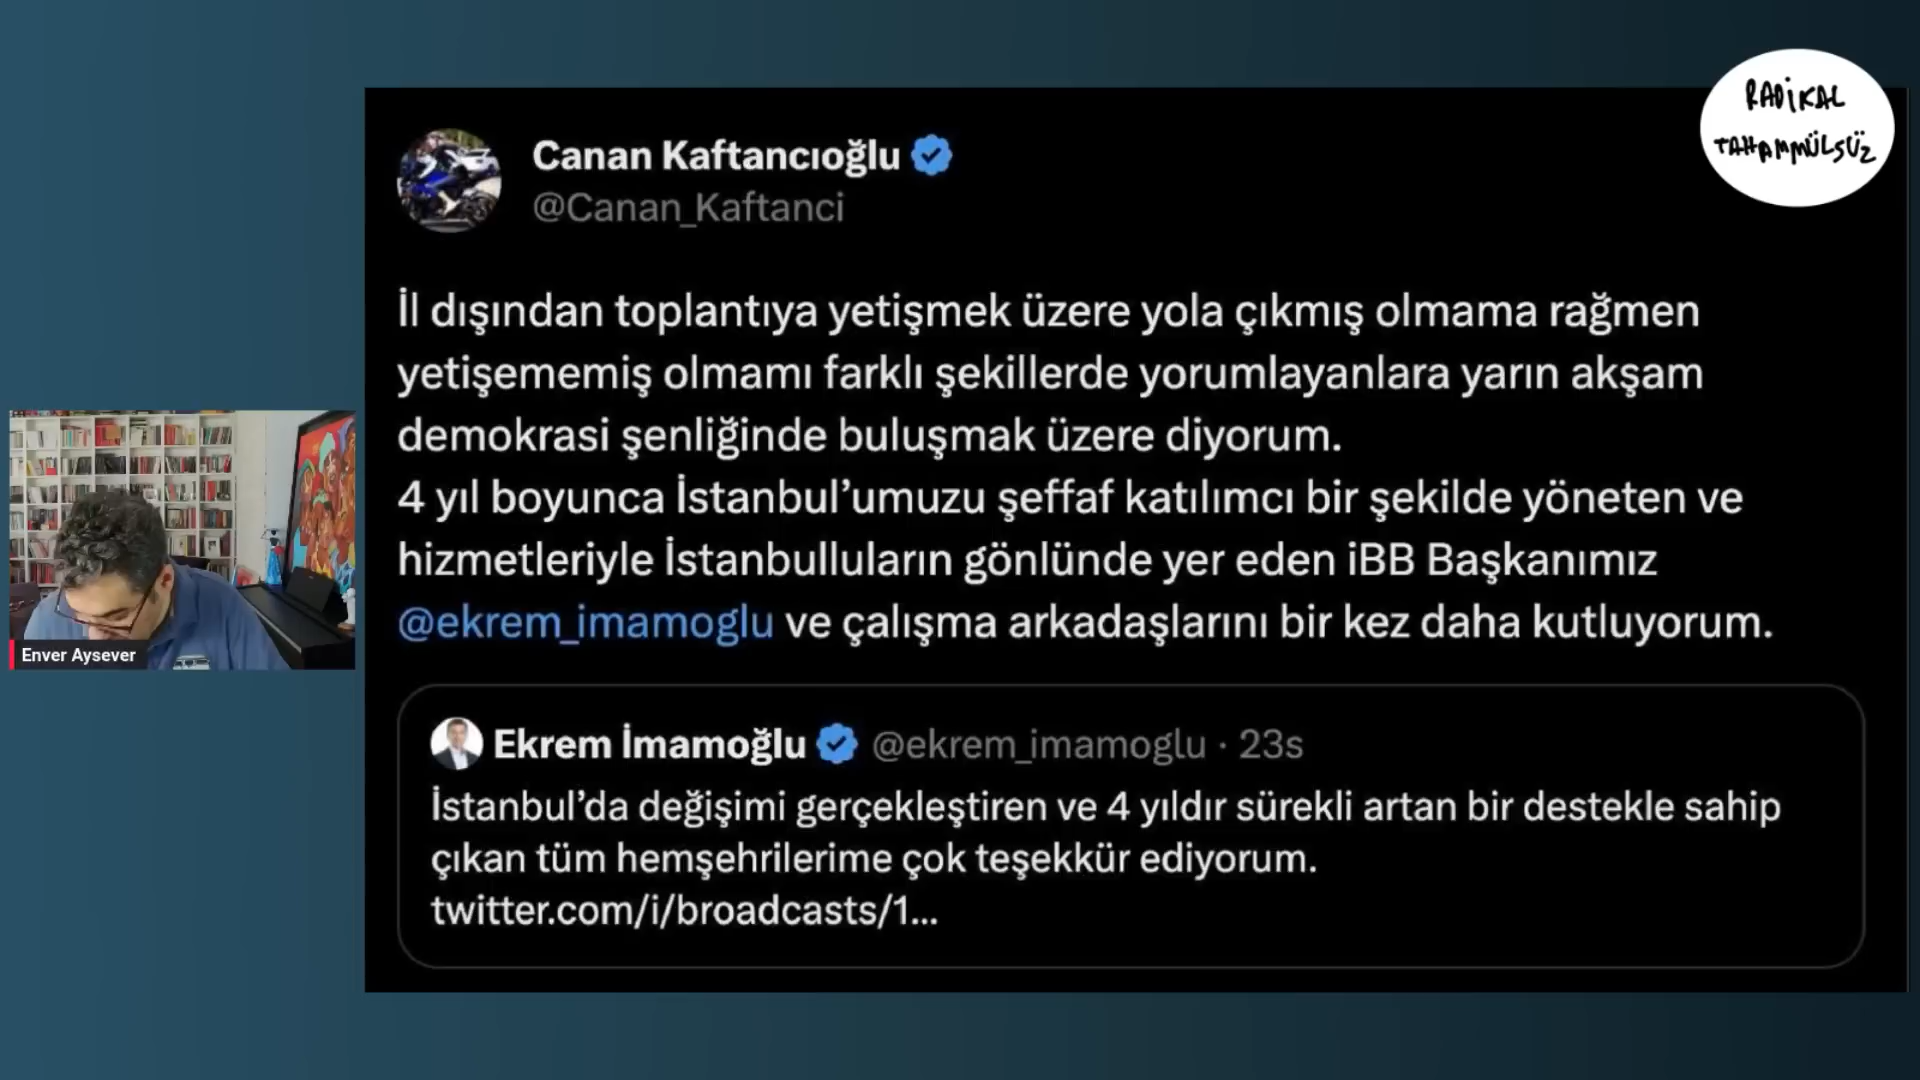 RADİKAL
TAHAMMÜLSÜZ
Canan Kaftancıoğlu
@Canan_Kaftanci
İl dışından toplantıya yetişmek üzere yola çıkmış olmama rağmen
yetişememiş olmamı farklı şekillerde yorumlayanlara yarın akşam
demokrasi şenliğinde buluşmak üzere diyorum.
4 yıl boyunca İstanbul’umuzu şeffaf katılımcı bir şekilde yöneten ve
hizmetleriyle İstanbulluların gönlünde yer eden iBB Başkanımız
@ekrem_imamoglu ve çalışma arkadaşlarını bir kez daha kutluyorum.
Enver Aysever
Ekrem İmamoğlu @ekrem_imamoglu · 23s
İstanbul’da değişimi gerçekleştiren ve 4 yıldır sürekli artan bir destekle sahip
çıkan tüm hemşehrilerime çok teşekkür ediyorum.
twitter.com/i/broadcasts/1...